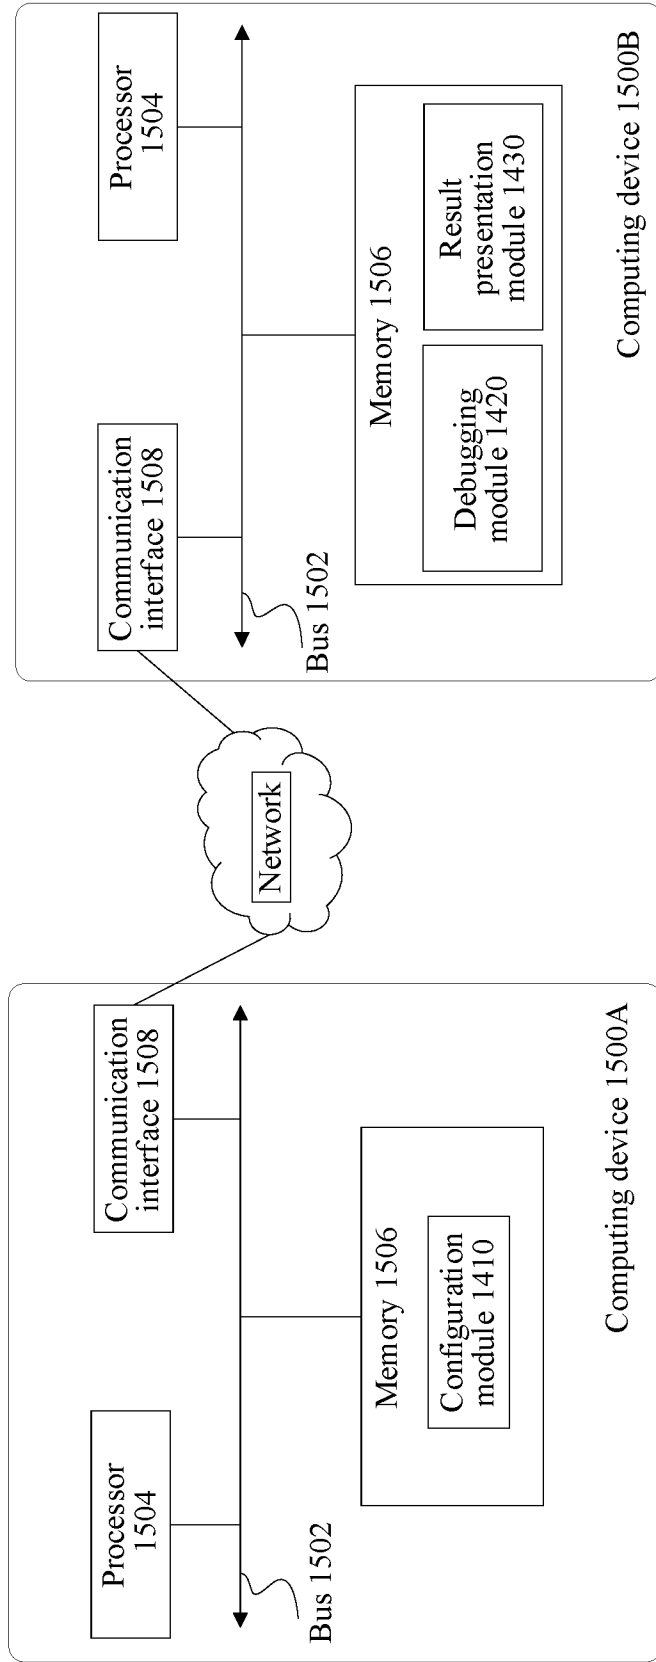 Processor
1504
Communication
interface 1508
Bus 1502
Memory 1506
Configuration
module 1410
Computing device 1500A
Network
Communication
interface 1508
Processor
1504
Bus 1502
Memory 1506
Debugging
module 1420
Result
presentation
module 1430
Computing device 1500B